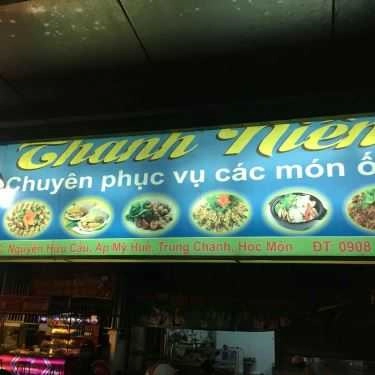 Thanh Niên
Chuyên phục vụ các món Ố
Nguyễn Hữu Cầu, Ấp Mỹ Huề, Trung Chánh, Hóc Môn, ĐT 0908